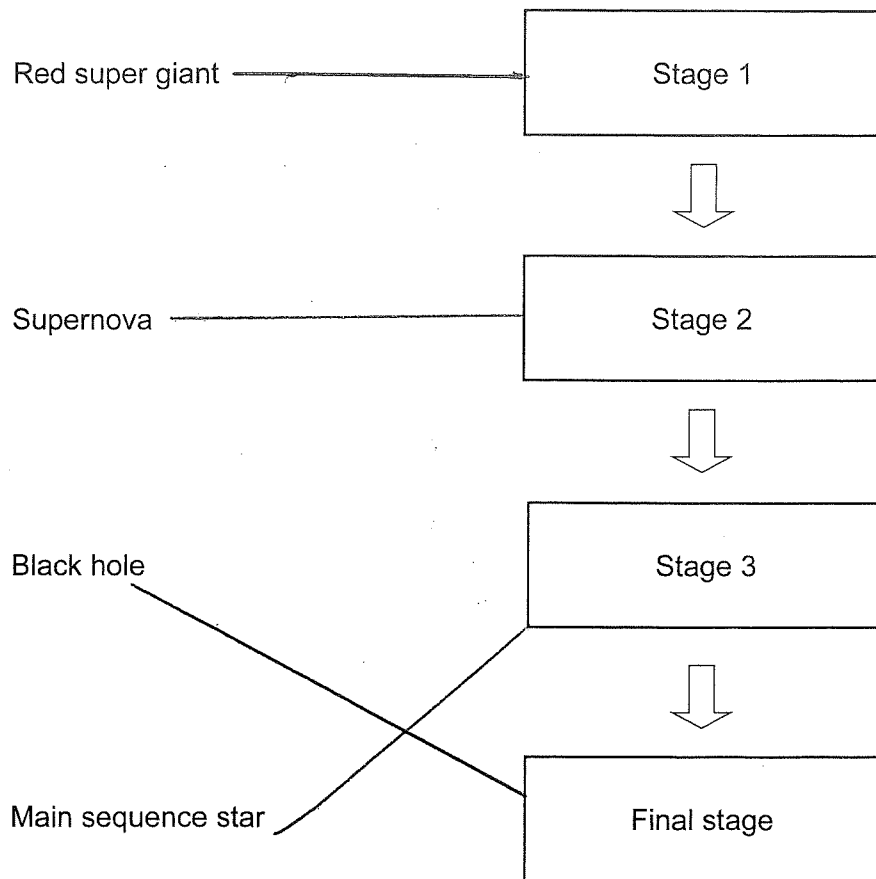 Red super giant
Stage 1
Supernova
Stage 2
Black hole
Stage 3
Main sequence star
Final stage